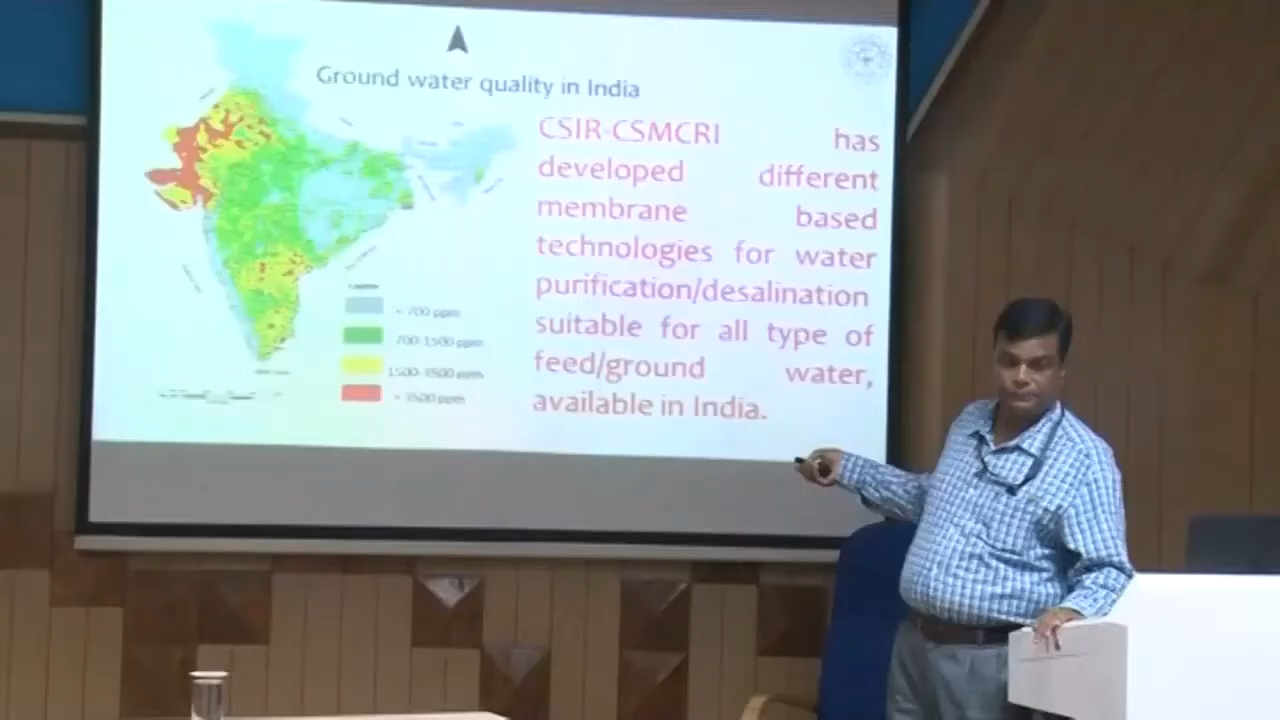 Ground water quality in India
CSIR-CSMCRI has
developed different
membrane based
technologies for water
purification/desalination
suitable for all type of
feed/ground water,
available in India.
< 700 ppm
700-1500 ppm
1500-3500 ppm
> 3500 ppm